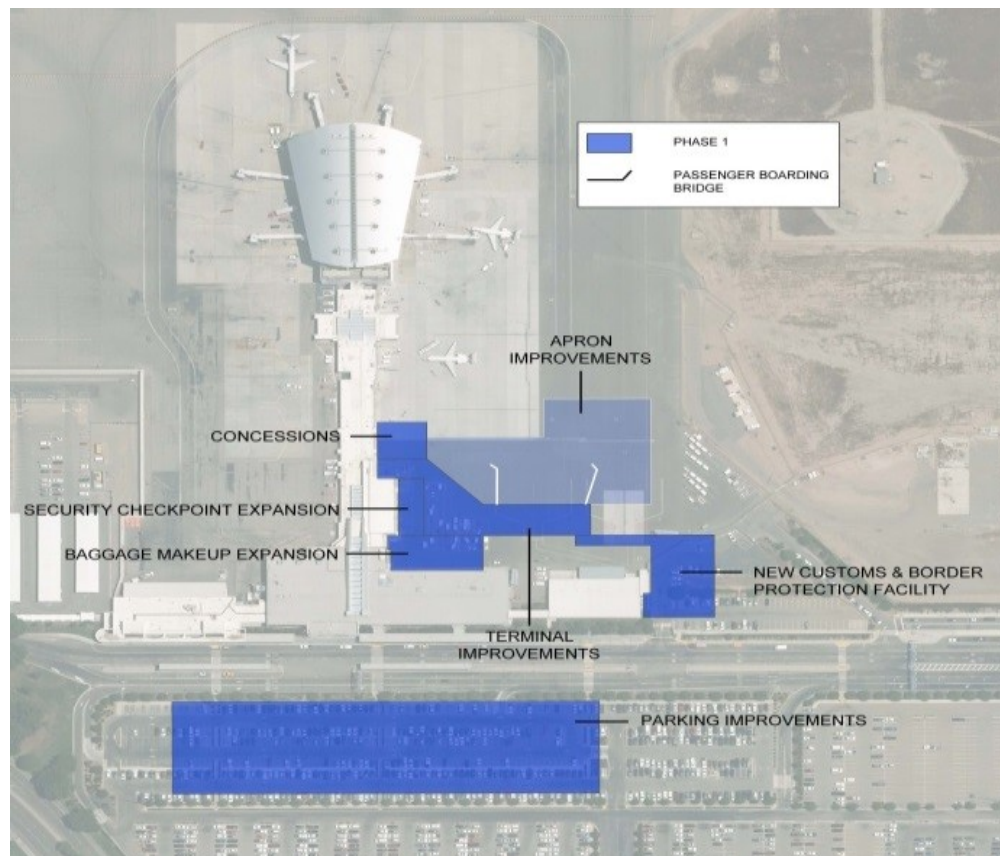 PHASE 1
PASSENGER BOARDING
BRIDGE
APRON
IMPROVEMENTS
CONCESSIONS
SECURITY CHECKPOINT EXPANSION
BAGGAGE MAKEUP EXPANSION
NEW CUSTOMS & BORDER
PROTECTION FACILITY
TERMINAL
IMPROVEMENTS
PARKING IMPROVEMENTS